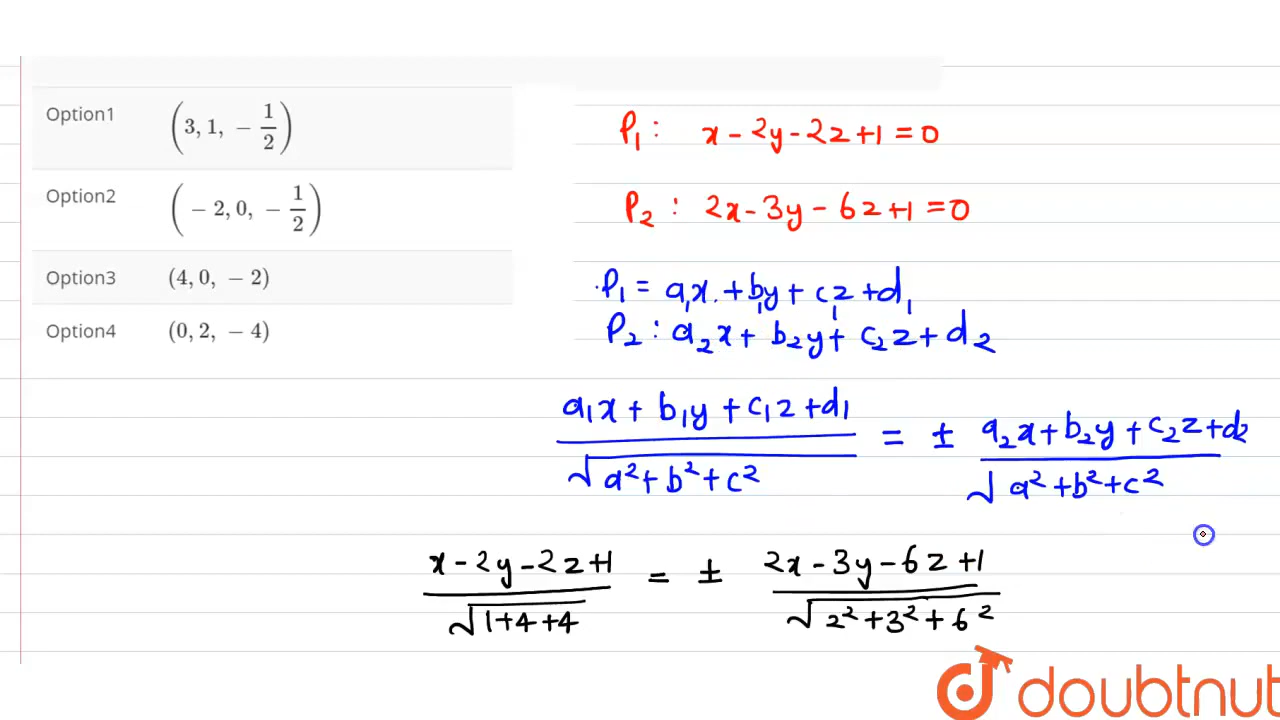 Option1 (3, 1, −1/2)
Option2 (−2, 0, −1/2)
Option3 (4, 0, −2)
Option4 (0, 2, −4)
P₁ : x − 2y − 2z + 1 = 0
P₂ : 2x − 3y − 6z + 1 = 0
P₁ = a₁x + b₁y + c₁z + d₁
P₂ : a₂x + b₂y + c₂z + d₂
(a₁x + b₁y + c₁z + d₁)/√(a² + b² + c²) = ± (a₂x + b₂y + c₂z + d₂)/√(a² + b² + c²)
(x − 2y − 2z + 1)/√(1 + 4 + 4) = ± (2x − 3y − 6z + 1)/√(2² + 3² + 6²)
doubtnut